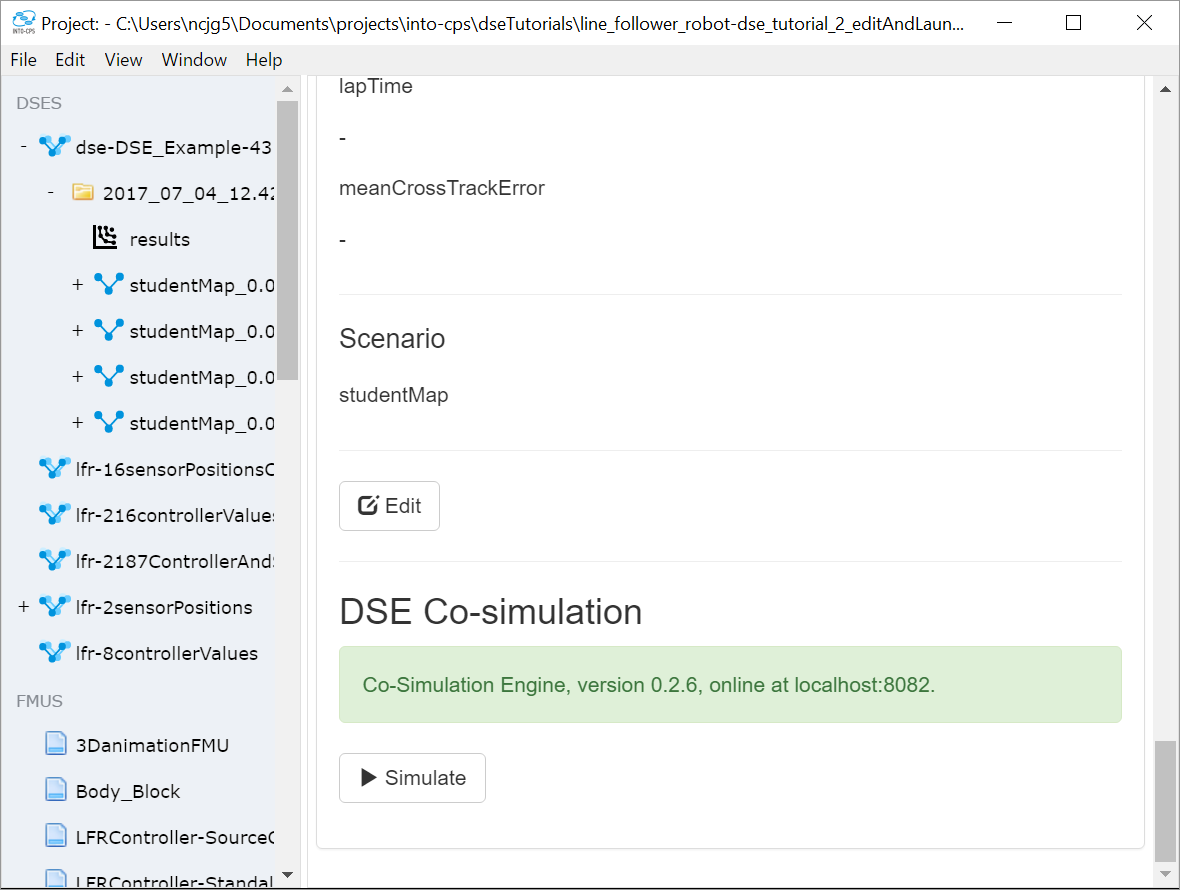 INTO-CPS
Project: - C:\Users\ncjg5\Documents\projects\into-cps\dseTutorials\line_follower_robot-dse_tutorial_2_editAndLaun...
File Edit View Window Help
DSES
- dse-DSE_Example-43
- 2017_07_04_12.42
results
+ studentMap_0.0
+ studentMap_0.0
+ studentMap_0.0
+ studentMap_0.0
lfr-16sensorPositionsC
lfr-216controllerValues
lfr-2187ControllerAndS
+ lfr-2sensorPositions
lfr-8controllerValues
FMUS
3DanimationFMU
Body_Block
LFRController-SourceC
LFRController-Standal
lapTime
-
meanCrossTrackError
-
Scenario
studentMap
Edit
DSE Co-simulation
Co-Simulation Engine, version 0.2.6, online at localhost:8082.
Simulate